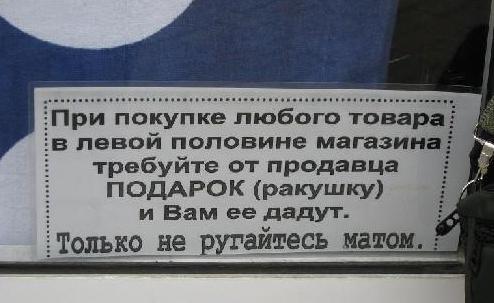 При покупке любого товара
в левой половине магазина
требуйте от продавца
ПОДАРОК (ракушку)
и Вам ее дадут.
Только не ругайтесь матом.